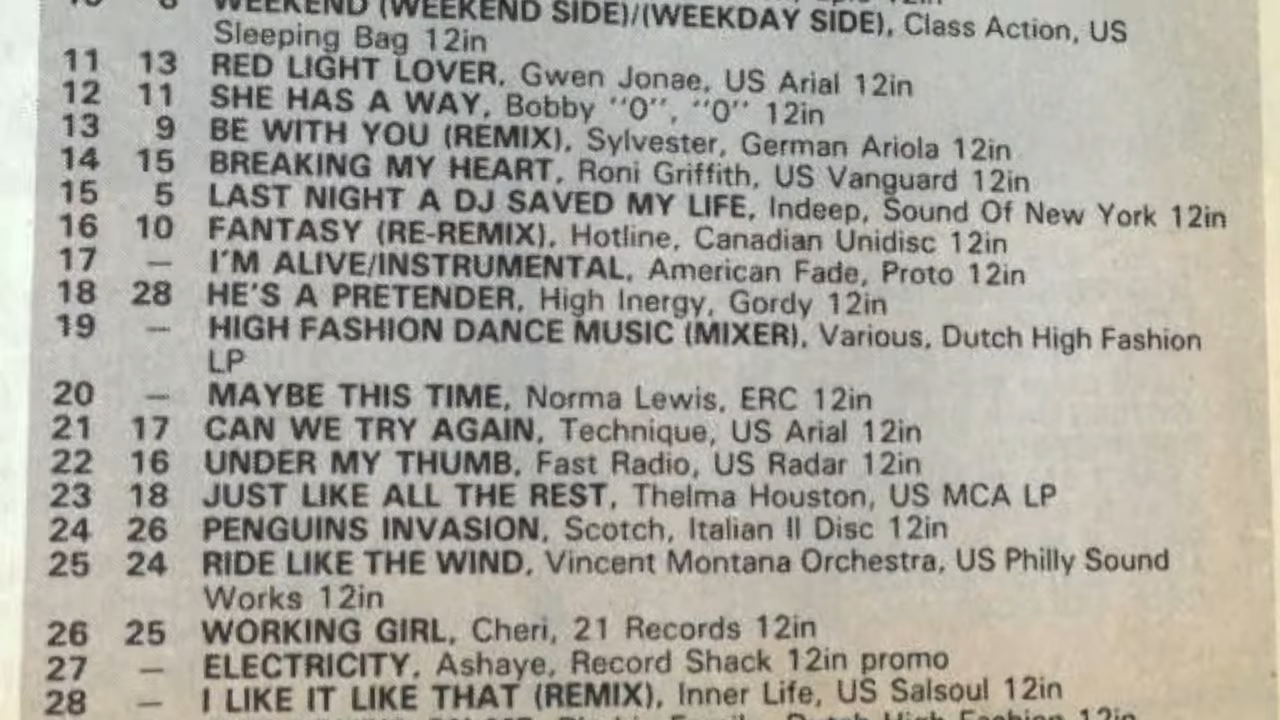 WEEKEND (WEEKEND SIDE)/(WEEKDAY SIDE), Class Action, US
Sleeping Bag 12in
11 13 RED LIGHT LOVER, Gwen Jonae, US Arial 12in
12 11 SHE HAS A WAY, Bobby "O", "O" 12in
13 9 BE WITH YOU (REMIX), Sylvester, German Ariola 12in
14 15 BREAKING MY HEART, Roni Griffith, US Vanguard 12in
15 5 LAST NIGHT A DJ SAVED MY LIFE, Indeep, Sound Of New York 12in
16 10 FANTASY (RE-REMIX), Hotline, Canadian Unidisc 12in
17 — I'M ALIVE/INSTRUMENTAL, American Fade, Proto 12in
18 28 HE'S A PRETENDER, High Inergy, Gordy 12in
19 — HIGH FASHION DANCE MUSIC (MIXER), Various, Dutch High Fashion
LP
20 — MAYBE THIS TIME, Norma Lewis, ERC 12in
21 17 CAN WE TRY AGAIN, Technique, US Arial 12in
22 16 UNDER MY THUMB, Fast Radio, US Radar 12in
23 18 JUST LIKE ALL THE REST, Thelma Houston, US MCA LP
24 26 PENGUINS INVASION, Scotch, Italian II Disc 12in
25 24 RIDE LIKE THE WIND, Vincent Montana Orchestra, US Philly Sound
Works 12in
26 25 WORKING GIRL, Cheri, 21 Records 12in
27 — ELECTRICITY, Ashaye, Record Shack 12in promo
28 — I LIKE IT LIKE THAT (REMIX), Inner Life, US Salsoul 12in
Dutch High Fashion 12in